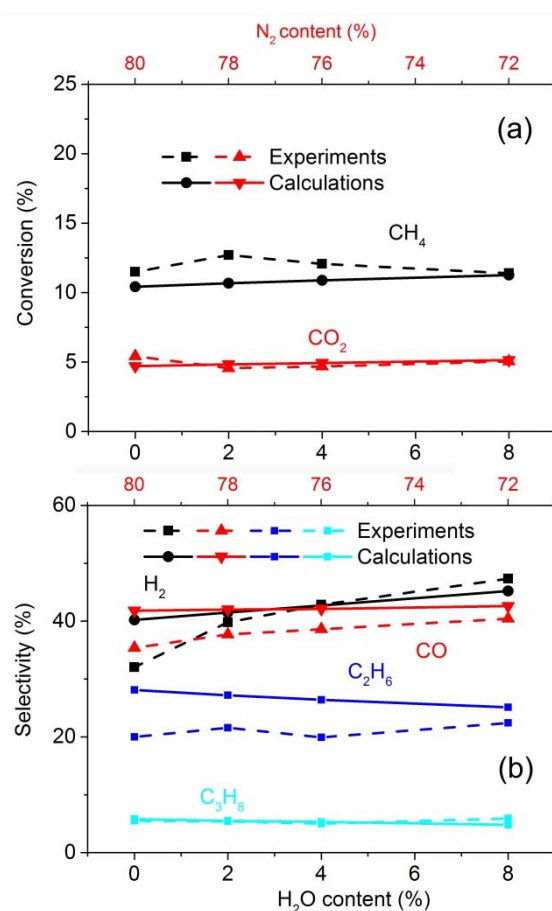 N₂ content (%)
80 78 76 74 72
25
20
15
10
5
0
Conversion (%)
(a)
Experiments
Calculations
CH₄
CO₂
0 2 4 6 8
80 78 76 74 72
60
40
20
0
Selectivity (%)
Experiments
Calculations
H₂
CO
C₂H₆
C₃H₈
(b)
0 2 4 6 8
H₂O content (%)